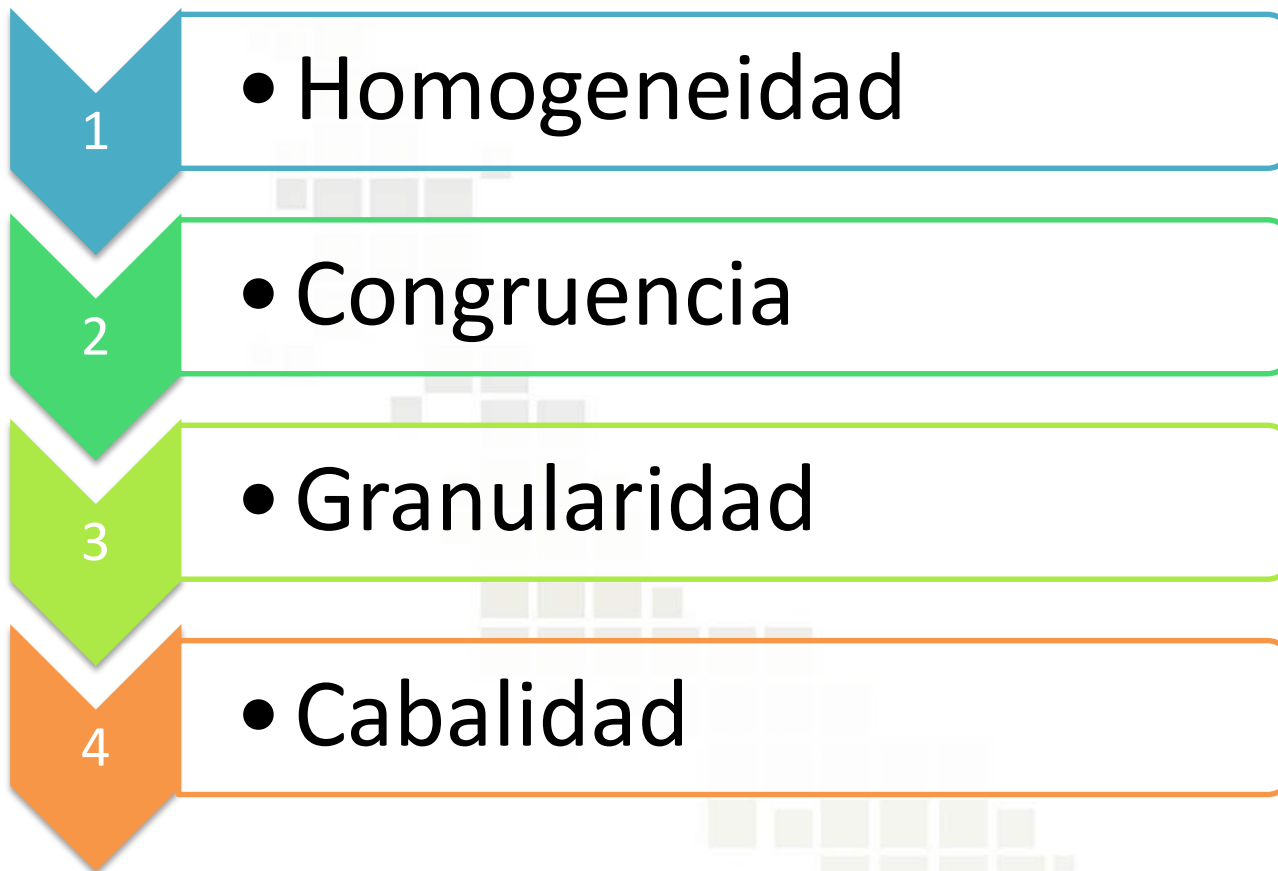 1
• Homogeneidad
2
• Congruencia
3
• Granularidad
4
• Cabalidad